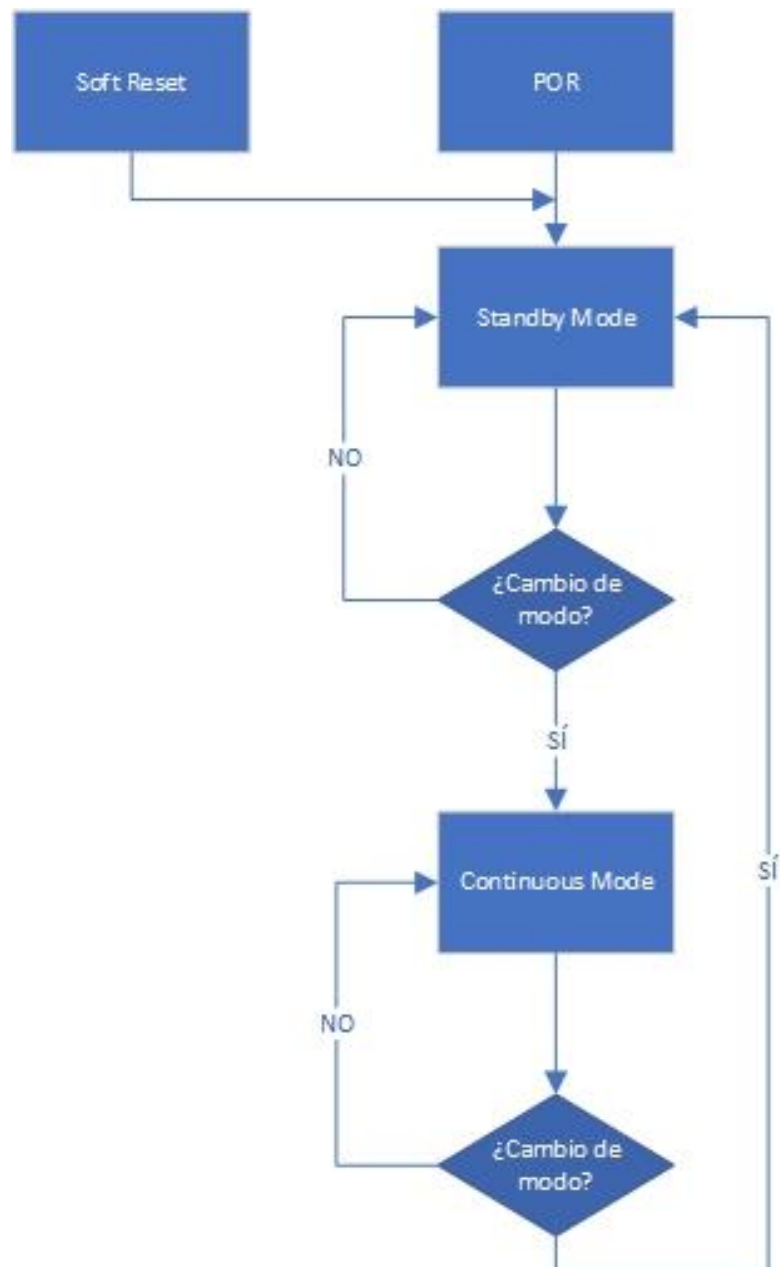 Soft Reset
POR
Standby Mode
NO
¿Cambio de
modo?
SÍ
Continuous Mode
SÍ
NO
¿Cambio de
modo?